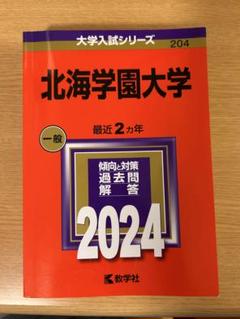 大学入試シリーズ
204
北海学園大学
一般
最近2カ年
傾向と対策
過去問
解答
2024
教学社